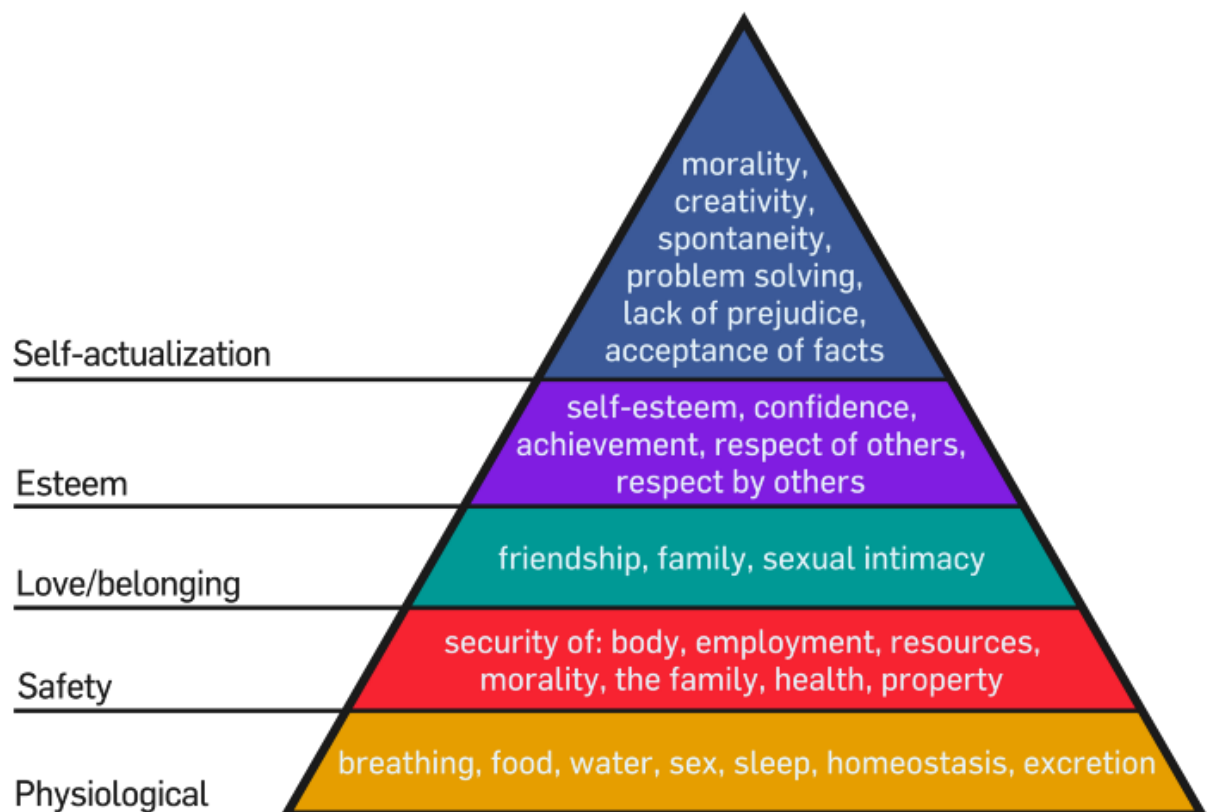 morality,
creativity,
spontaneity,
problem solving,
lack of prejudice,
acceptance of facts
Self-actualization
self-esteem, confidence,
achievement, respect of others,
respect by others
Esteem
friendship, family, sexual intimacy
Love/belonging
security of: body, employment, resources,
morality, the family, health, property
Safety
breathing, food, water, sex, sleep, homeostasis, excretion
Physiological